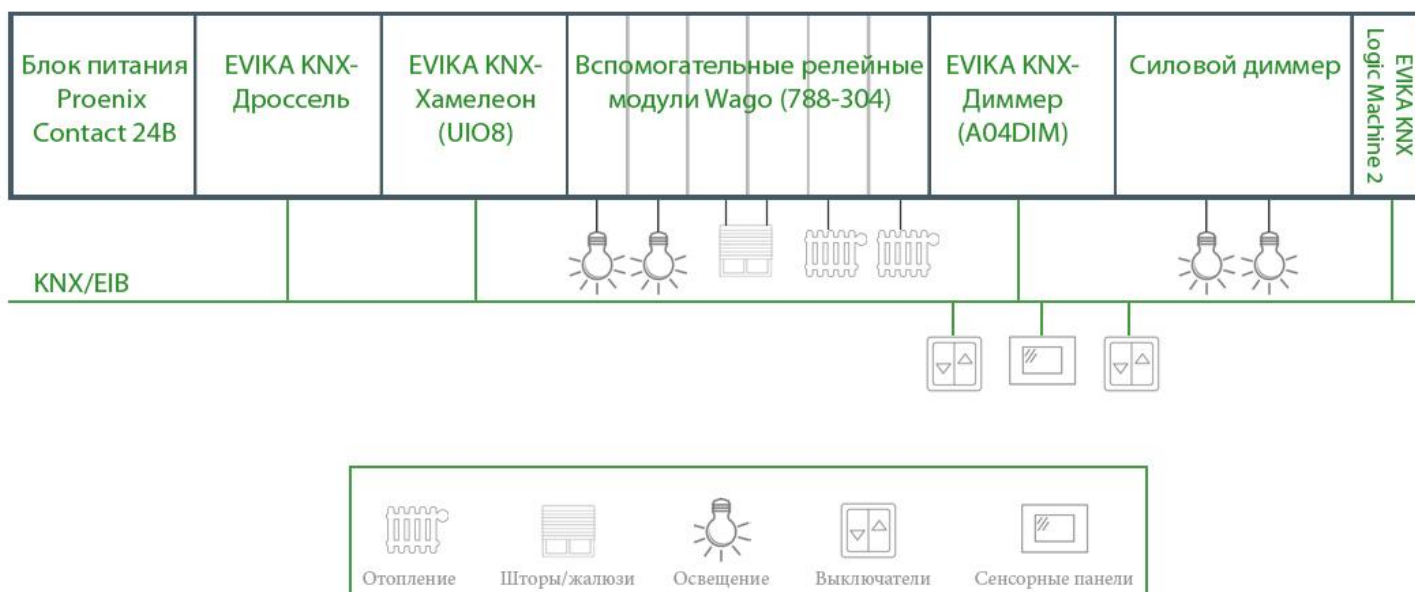 Блок питания
Proenix
Contact 24В
EVIKA KNX-
Дроссель
EVIKA KNX-
Хамелеон
(UIO8)
Вспомогательные релейные
модули Wago (788-304)
EVIKA KNX-
Диммер
(A04DIM)
Силовой диммер
EVIKA KNX
Logic Machine 2
KNX/EIB
Отопление
Шторы/жалюзи
Освещение
Выключатели
Сенсорные панели